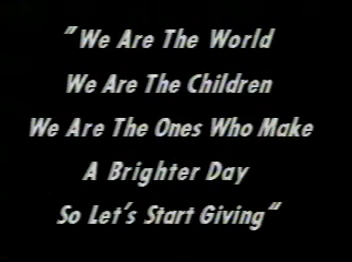 "We Are The World
We Are The Children
We Are The Ones Who Make
A Brighter Day
So Let's Start Giving"